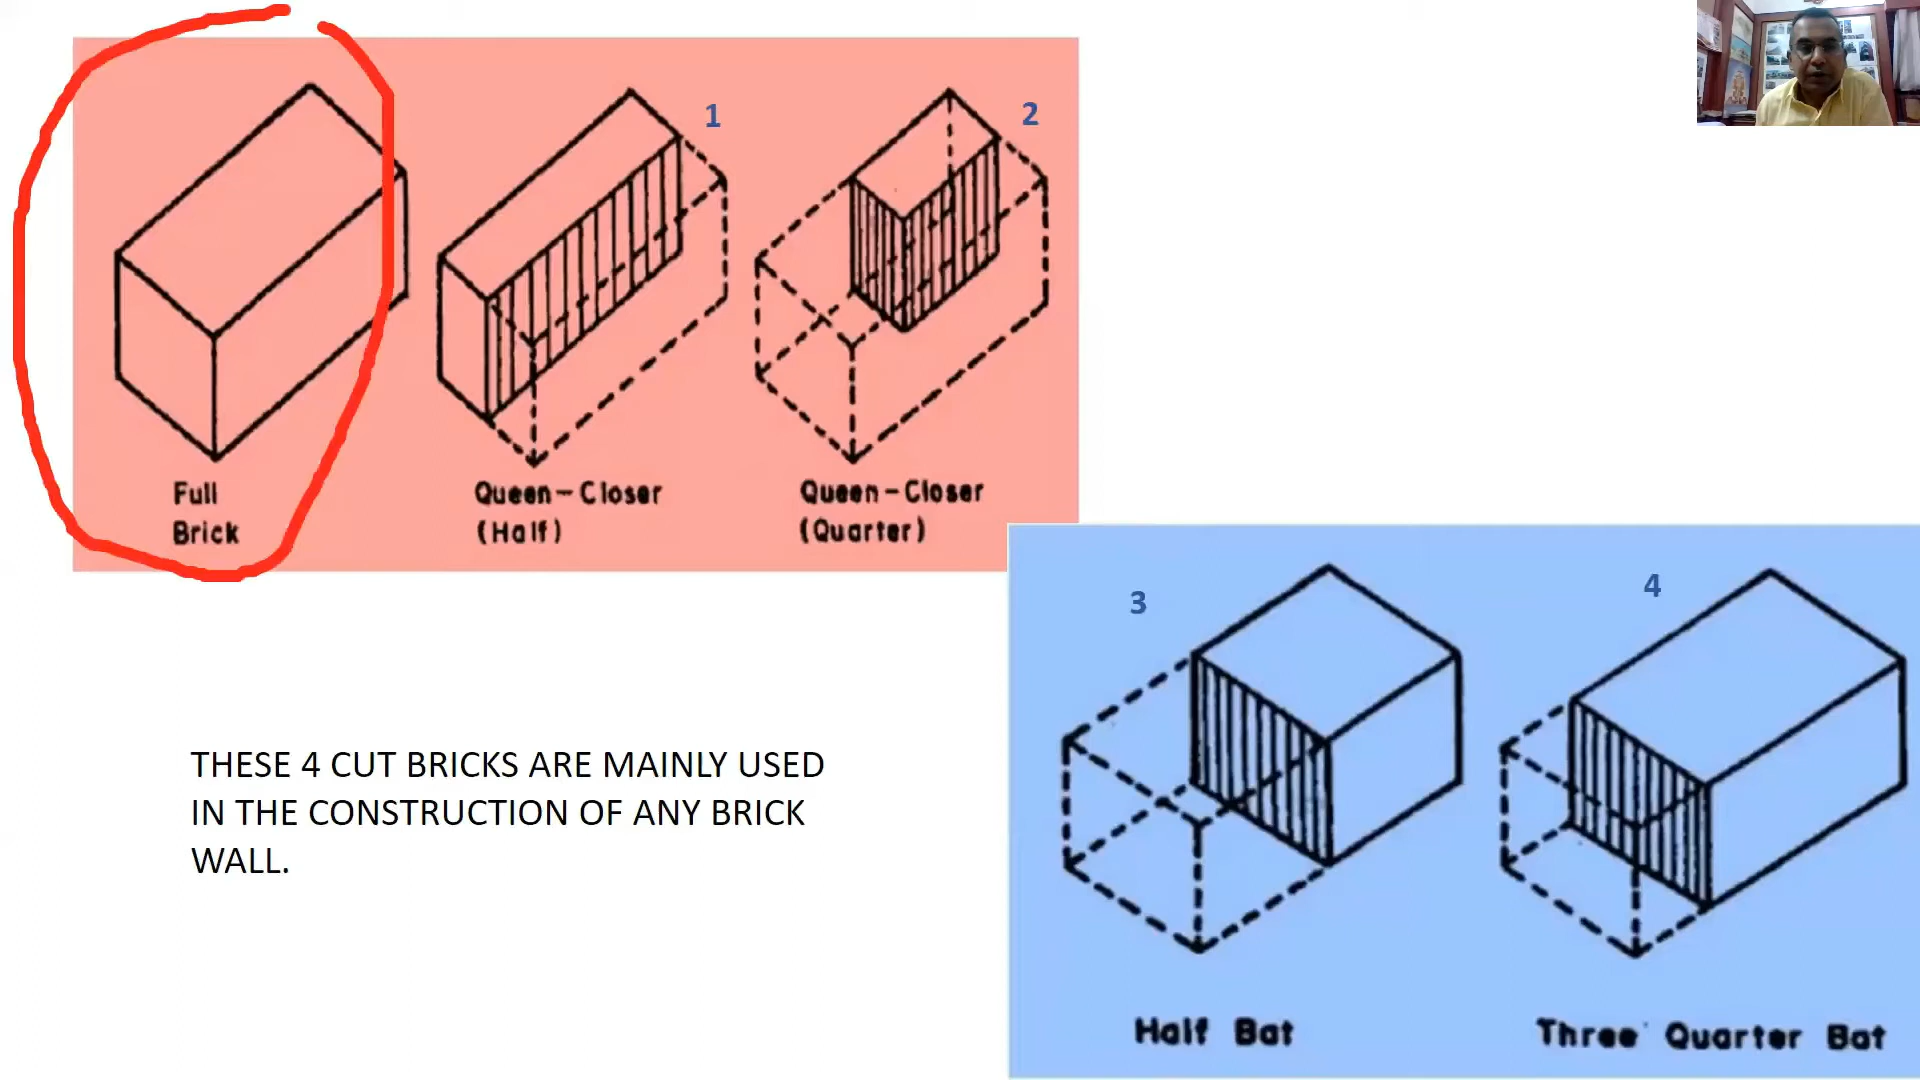 1
2
Full
Brick
Queen-Closer
(Half)
Queen-Closer
(Quarter)
3
4
Half Bat
Three Quarter Bat
THESE 4 CUT BRICKS ARE MAINLY USED
IN THE CONSTRUCTION OF ANY BRICK
WALL.